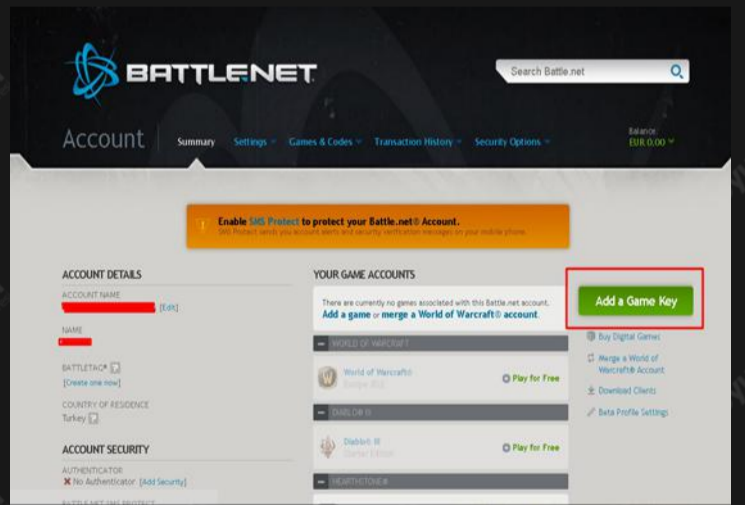 BATTLE.NET
Search Battle.net
Account
Summary
Settings
Games & Codes
Transaction History
Security Options
Balance:
EUR 0.00
Enable SMS Protect to protect your Battle.net® Account.
SMS Protect sends you account alerts and security verification messages on your mobile phone.
ACCOUNT DETAILS
ACCOUNT NAME
[Edit]
NAME
BATTLETAG®
[Create one now]
COUNTRY OF RESIDENCE
Turkey
ACCOUNT SECURITY
AUTHENTICATOR
No Authenticator [Add Security]
BATTLE.NET SMS PROTECT
YOUR GAME ACCOUNTS
There are currently no games associated with this Battle.net account.
Add a game or merge a World of Warcraft® account.
WORLD OF WARCRAFT
World of Warcraft®
Play for Free
DIABLO® III
Diablo® III
Starter Edition
Play for Free
HEARTHSTONE®
Add a Game Key
Buy Digital Games
Merge a World of
Warcraft® Account
Download Clients
Beta Profile Settings